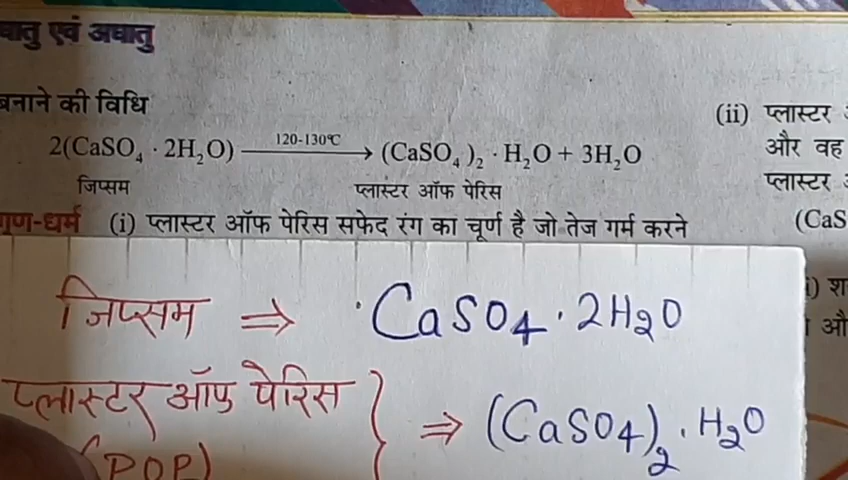 धातु एवं अधातु
बनाने की विधि
2(CaSO₄ · 2H₂O) ⟶ (CaSO₄)₂ · H₂O + 3H₂O
120-130°C
जिप्सम
प्लास्टर ऑफ पेरिस
गुण-धर्म (i) प्लास्टर ऑफ पेरिस सफेद रंग का चूर्ण है जो तेज गर्म करने
(ii) प्लास्टर
और वह
प्लास्टर
(CaS
जिप्सम ⇒ CaSO₄ · 2H₂O
प्लास्टर ऑफ पेरिस
(POP)
⇒ (CaSO₄)₂ · H₂O